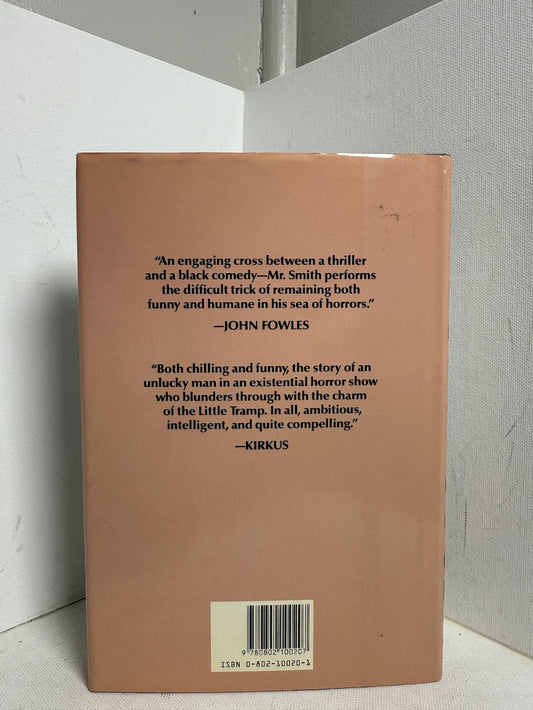 “An engaging cross between a thriller
and a black comedy—Mr. Smith performs
the difficult trick of remaining both
funny and humane in his sea of horrors.”
—JOHN FOWLES
“Both chilling and funny, the story of an
unlucky man in an existential horror show
who blunders through with the charm
of the Little Tramp. In all, ambitious,
intelligent, and quite compelling.”
—KIRKUS
9 780802 100207
ISBN 0-802-10020-1